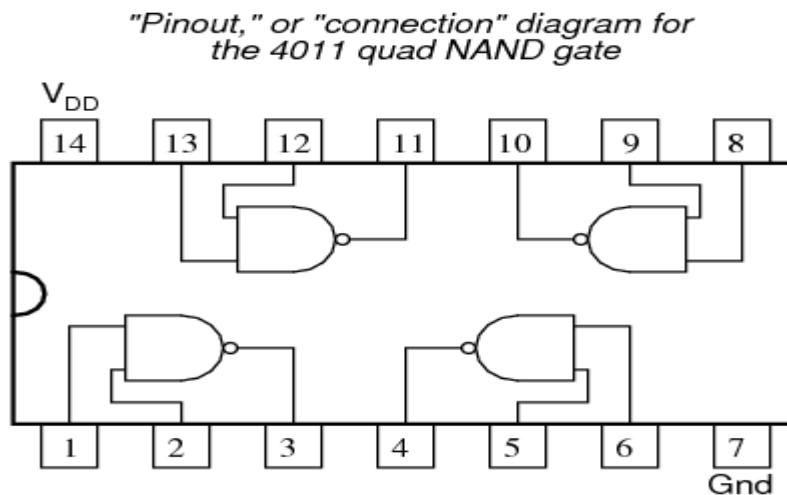 "Pinout," or "connection" diagram for
the 4011 quad NAND gate
VDD
14 13 12 11 10 9 8
1 2 3 4 5 6 7
Gnd